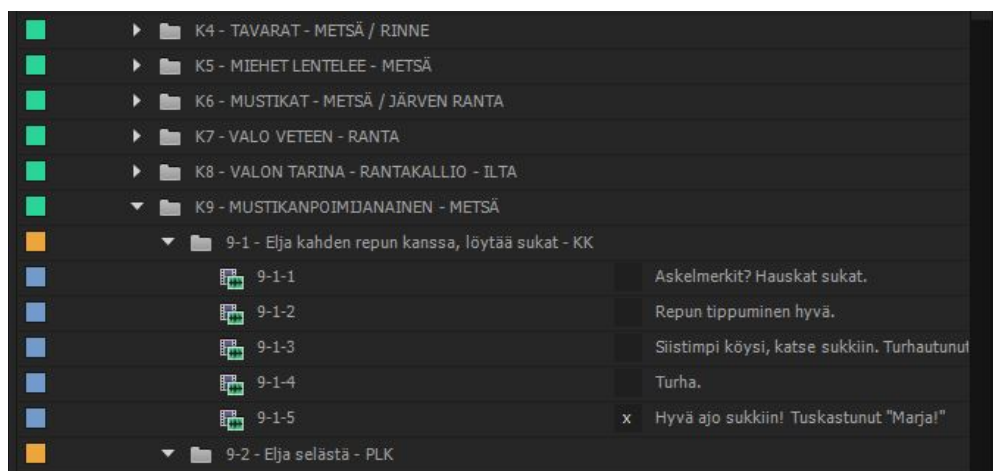 K4 - TAVARAT - METSÄ / RINNE
K5 - MIEHET LENTELEE - METSÄ
K6 - MUSTIKAT - METSÄ / JÄRVEN RANTA
K7 - VALO VETEEN - RANTA
K8 - VALON TARINA - RANTAKALLIO - ILTA
K9 - MUSTIKANPOIMIJANAINEN - METSÄ
9-1 - Elja kahden repun kanssa, löytää sukat - KK
9-1-1 Askelmerkit? Hauskat sukat.
9-1-2 Repun tippuminen hyvä.
9-1-3 Siistimpi köysi, katse sukkiin. Turhautunut
9-1-4 Turha.
9-1-5 x Hyvä ajo sukkiin! Tuskastunut "Marja!"
9-2 - Elja selästä - PLK